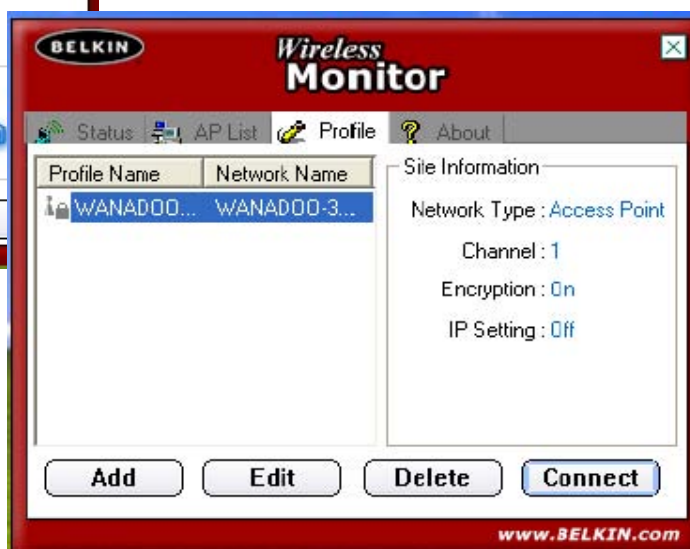 BELKIN
Wireless
Monitor
Status AP List Profile About
Profile Name Network Name
WANADOO... WANADOO-3...
Site Information
Network Type : Access Point
Channel : 1
Encryption : On
IP Setting : Off
Add Edit Delete Connect
www.BELKIN.com